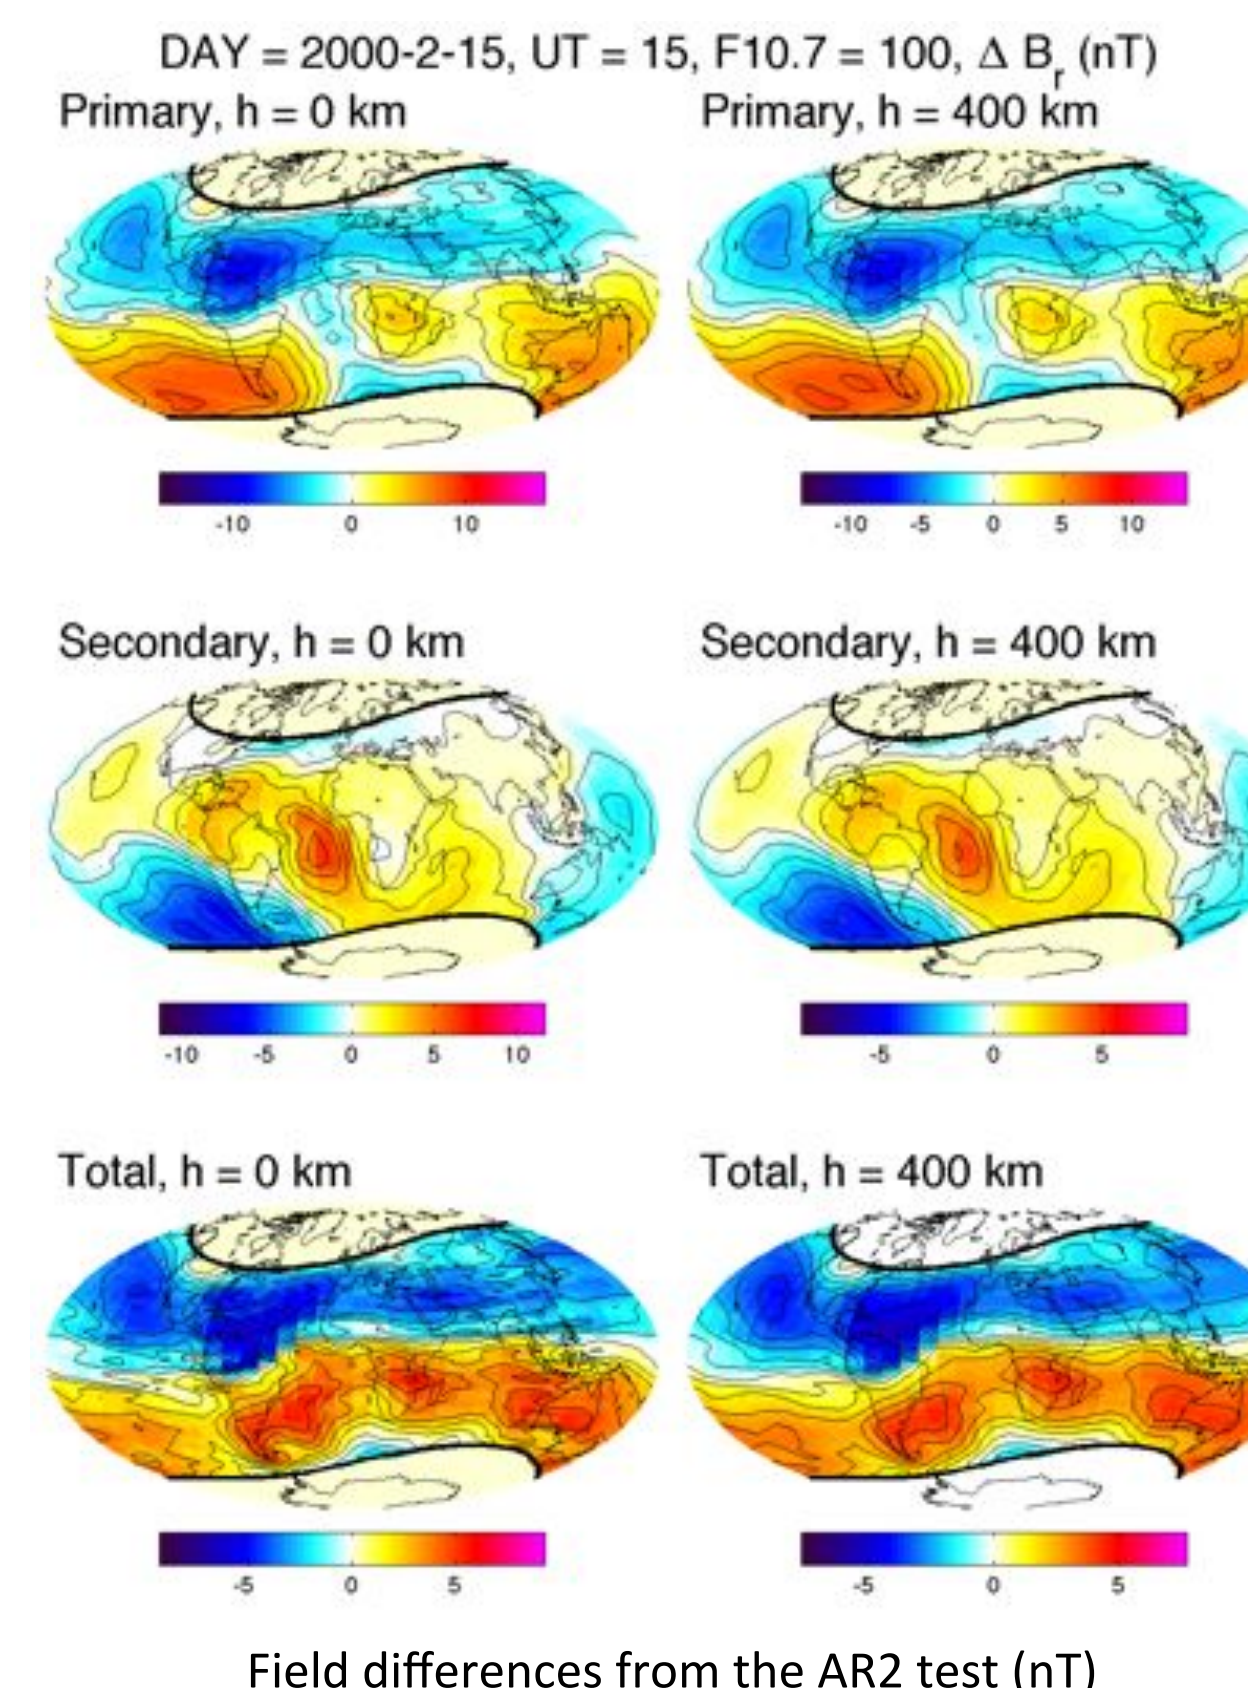 DAY = 2000-2-15, UT = 15, F10.7 = 100, Δ Br (nT)
Primary, h = 0 km
Primary, h = 400 km
-10 0 10
-10 -5 0 5 10
Secondary, h = 0 km
Secondary, h = 400 km
-10 -5 0 5 10
-5 0 5
Total, h = 0 km
Total, h = 400 km
-5 0 5
-5 0 5
Field differences from the AR2 test (nT)